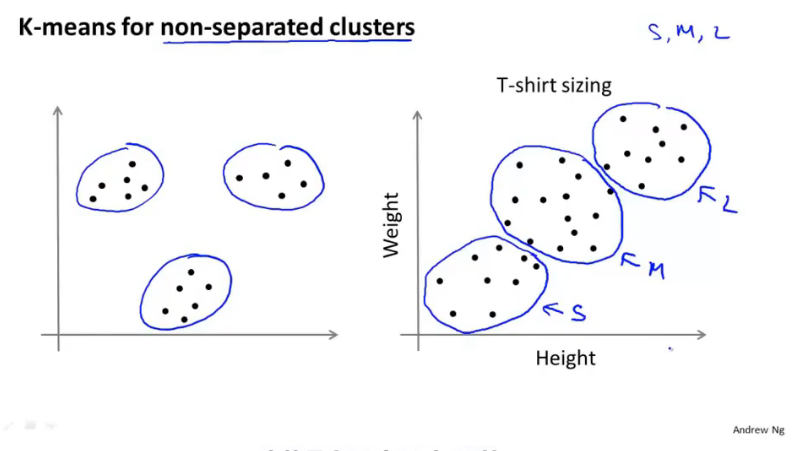 K-means for non-separated clusters
S, M, L
T-shirt sizing
Weight
L
M
S
Height
Andrew Ng